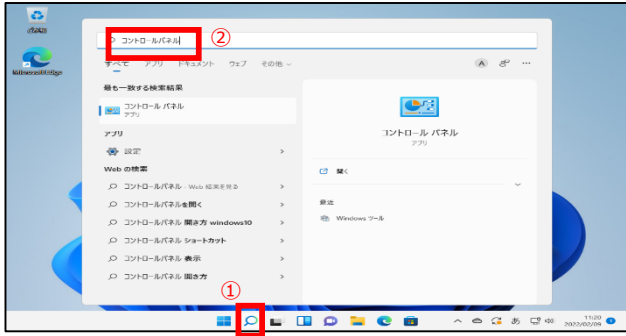 ごみ箱
Microsoft Edge
コントロールパネル
②
すべて アプリ ドキュメント ウェブ その他
A
最も一致する検索結果
コントロール パネル
アプリ
アプリ
設定
Web の検索
コントロールパネル - Web 結果を見る
コントロールパネルを開く
コントロールパネル 開き方 windows10
コントロールパネル ショートカット
コントロールパネル 表示
コントロールパネル 開き方
コントロール パネル
アプリ
開く
最近
Windows ツール
①
あ
11:20
2022/02/09